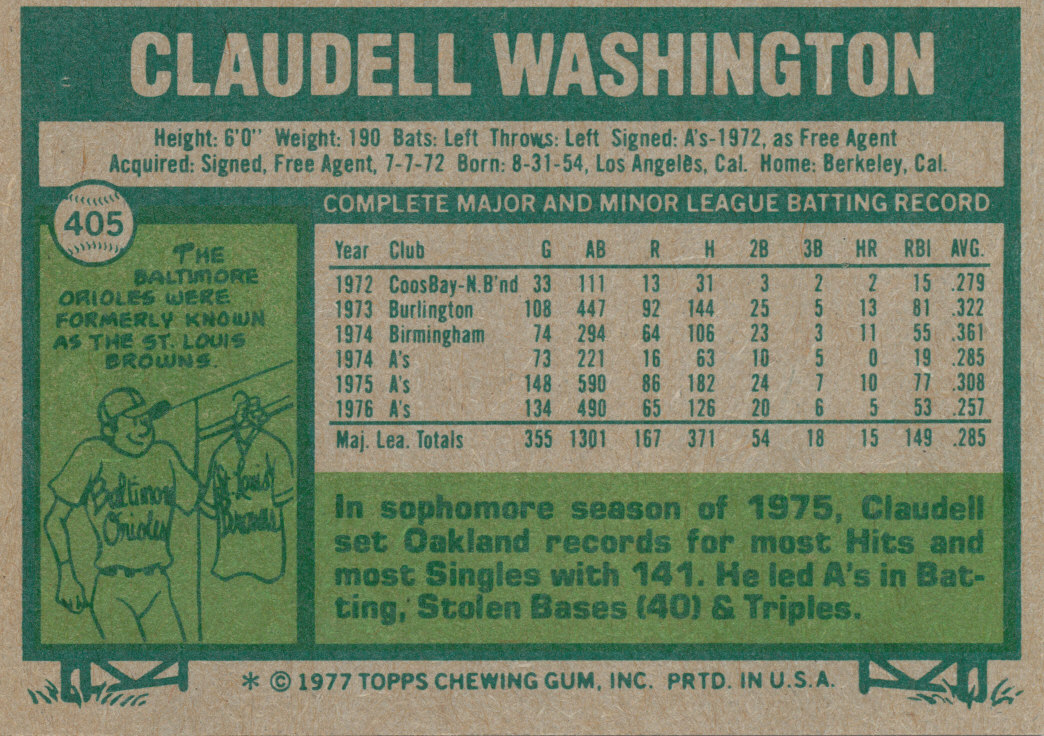 CLAUDELL WASHINGTON
Height: 6'0" Weight: 190 Bats: Left Throws: Left Signed: A's-1972, as Free Agent
Acquired: Signed, Free Agent, 7-7-72 Born: 8-31-54, Los Angeles, Cal. Home: Berkeley, Cal.
405
THE
BALTIMORE
ORIOLES WERE
FORMERLY KNOWN
AS THE ST. LOUIS
BROWNS.
Baltimore
Orioles
St. Louis
Browns
COMPLETE MAJOR AND MINOR LEAGUE BATTING RECORD
Year Club G AB R H 2B 3B HR RBI AVG.
1972 CoosBay-N.B'nd 33 111 13 31 3 2 2 15 .279
1973 Burlington 108 447 92 144 25 5 13 81 .322
1974 Birmingham 74 294 64 106 23 3 11 55 .361
1974 A's 73 221 16 63 10 5 0 19 .285
1975 A's 148 590 86 182 24 7 10 77 .308
1976 A's 134 490 65 126 20 6 5 53 .257
Maj. Lea. Totals 355 1301 167 371 54 18 15 149 .285
In sophomore season of 1975, Claudell
set Oakland records for most Hits and
most Singles with 141. He led A's in Bat-
ting, Stolen Bases (40) & Triples.
* © 1977 TOPPS CHEWING GUM, INC. PRTD. IN U.S.A.